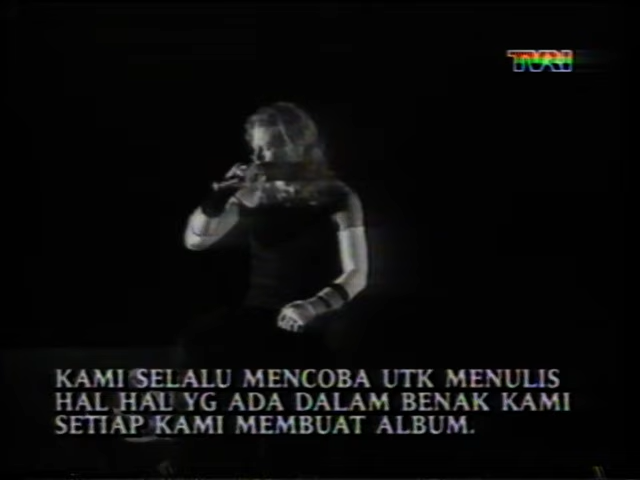 TVRI
KAMI SELALU MENCOBA UTK MENULIS
HAL HAL YG ADA DALAM BENAK KAMI
SETIAP KAMI MEMBUAT ALBUM.